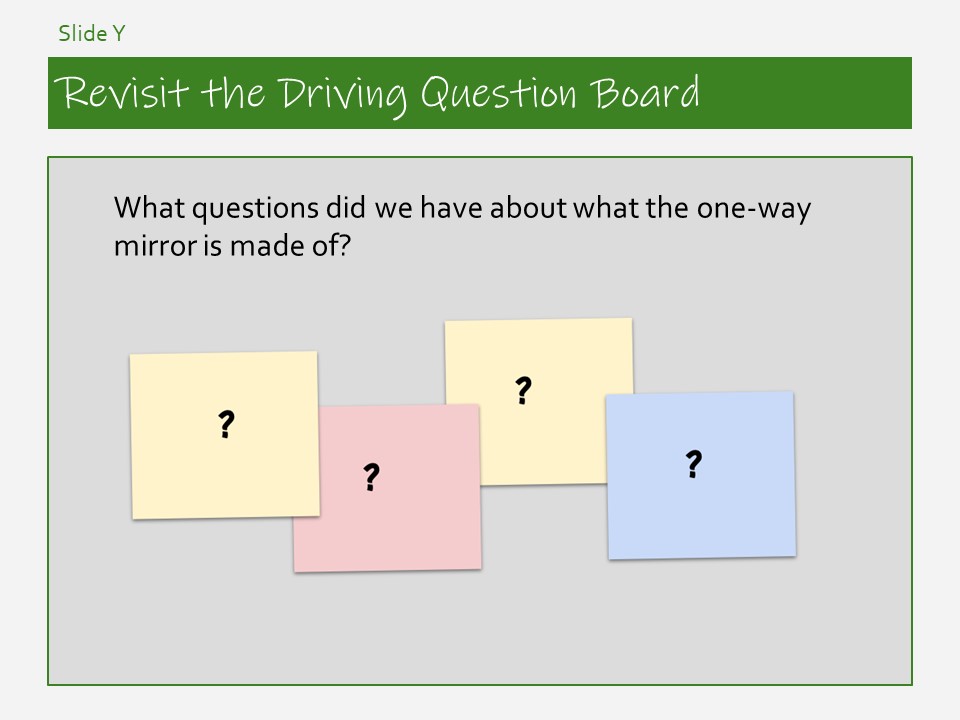 Slide Y
Revisit the Driving Question Board
What questions did we have about what the one-way
mirror is made of?
?
?
?
?